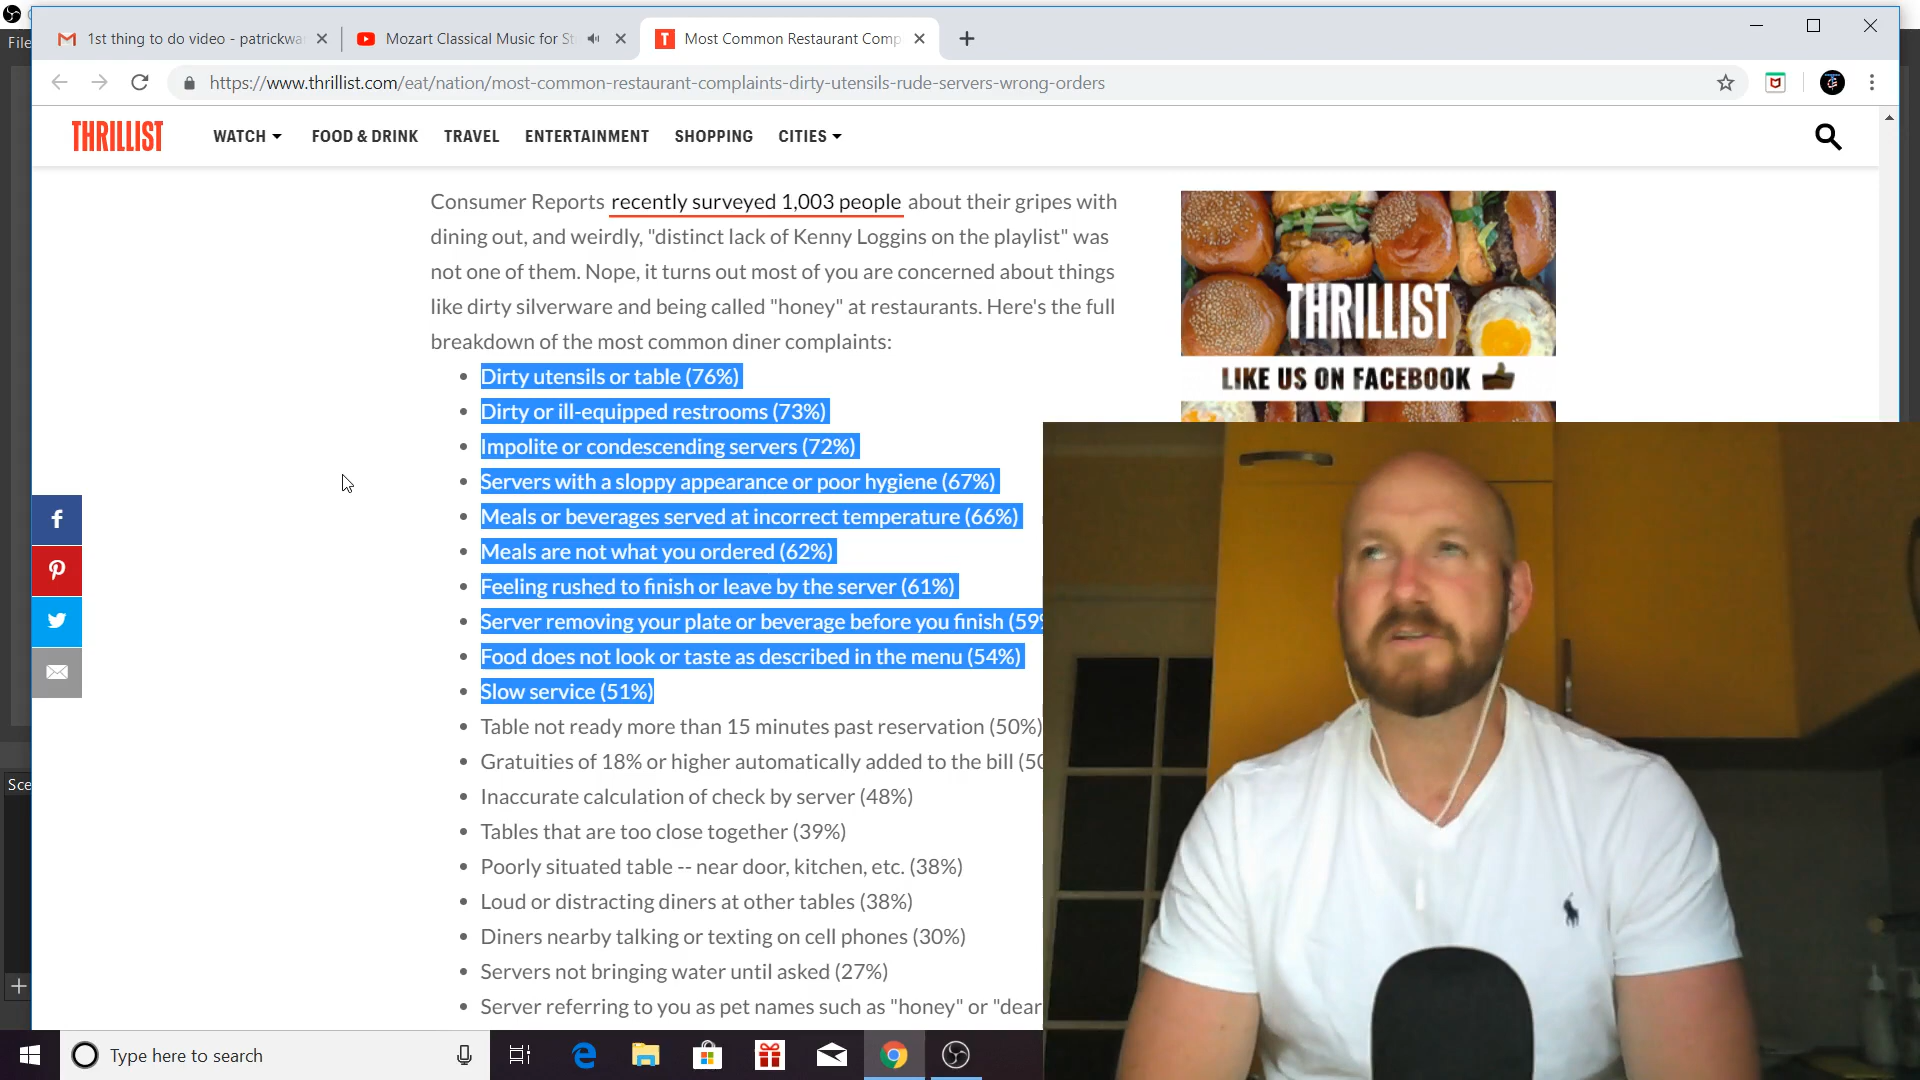 File
1st thing to do video - patrickwa
Mozart Classical Music for St
Most Common Restaurant Comp
https://www.thrillist.com/eat/nation/most-common-restaurant-complaints-dirty-utensils-rude-servers-wrong-orders
THRILLIST
WATCH
FOOD & DRINK
TRAVEL
ENTERTAINMENT
SHOPPING
CITIES
Consumer Reports recently surveyed 1,003 people about their gripes with
dining out, and weirdly, "distinct lack of Kenny Loggins on the playlist" was
not one of them. Nope, it turns out most of you are concerned about things
like dirty silverware and being called "honey" at restaurants. Here's the full
breakdown of the most common diner complaints:
• Dirty utensils or table (76%)
• Dirty or ill-equipped restrooms (73%)
• Impolite or condescending servers (72%)
• Servers with a sloppy appearance or poor hygiene (67%)
• Meals or beverages served at incorrect temperature (66%)
• Meals are not what you ordered (62%)
• Feeling rushed to finish or leave by the server (61%)
• Server removing your plate or beverage before you finish (59%
• Food does not look or taste as described in the menu (54%)
• Slow service (51%)
• Table not ready more than 15 minutes past reservation (50%)
• Gratuities of 18% or higher automatically added to the bill (50
• Inaccurate calculation of check by server (48%)
• Tables that are too close together (39%)
• Poorly situated table -- near door, kitchen, etc. (38%)
• Loud or distracting diners at other tables (38%)
• Diners nearby talking or texting on cell phones (30%)
• Servers not bringing water until asked (27%)
• Server referring to you as pet names such as "honey" or "dear
THRILLIST
LIKE US ON FACEBOOK
Sce
Type here to search